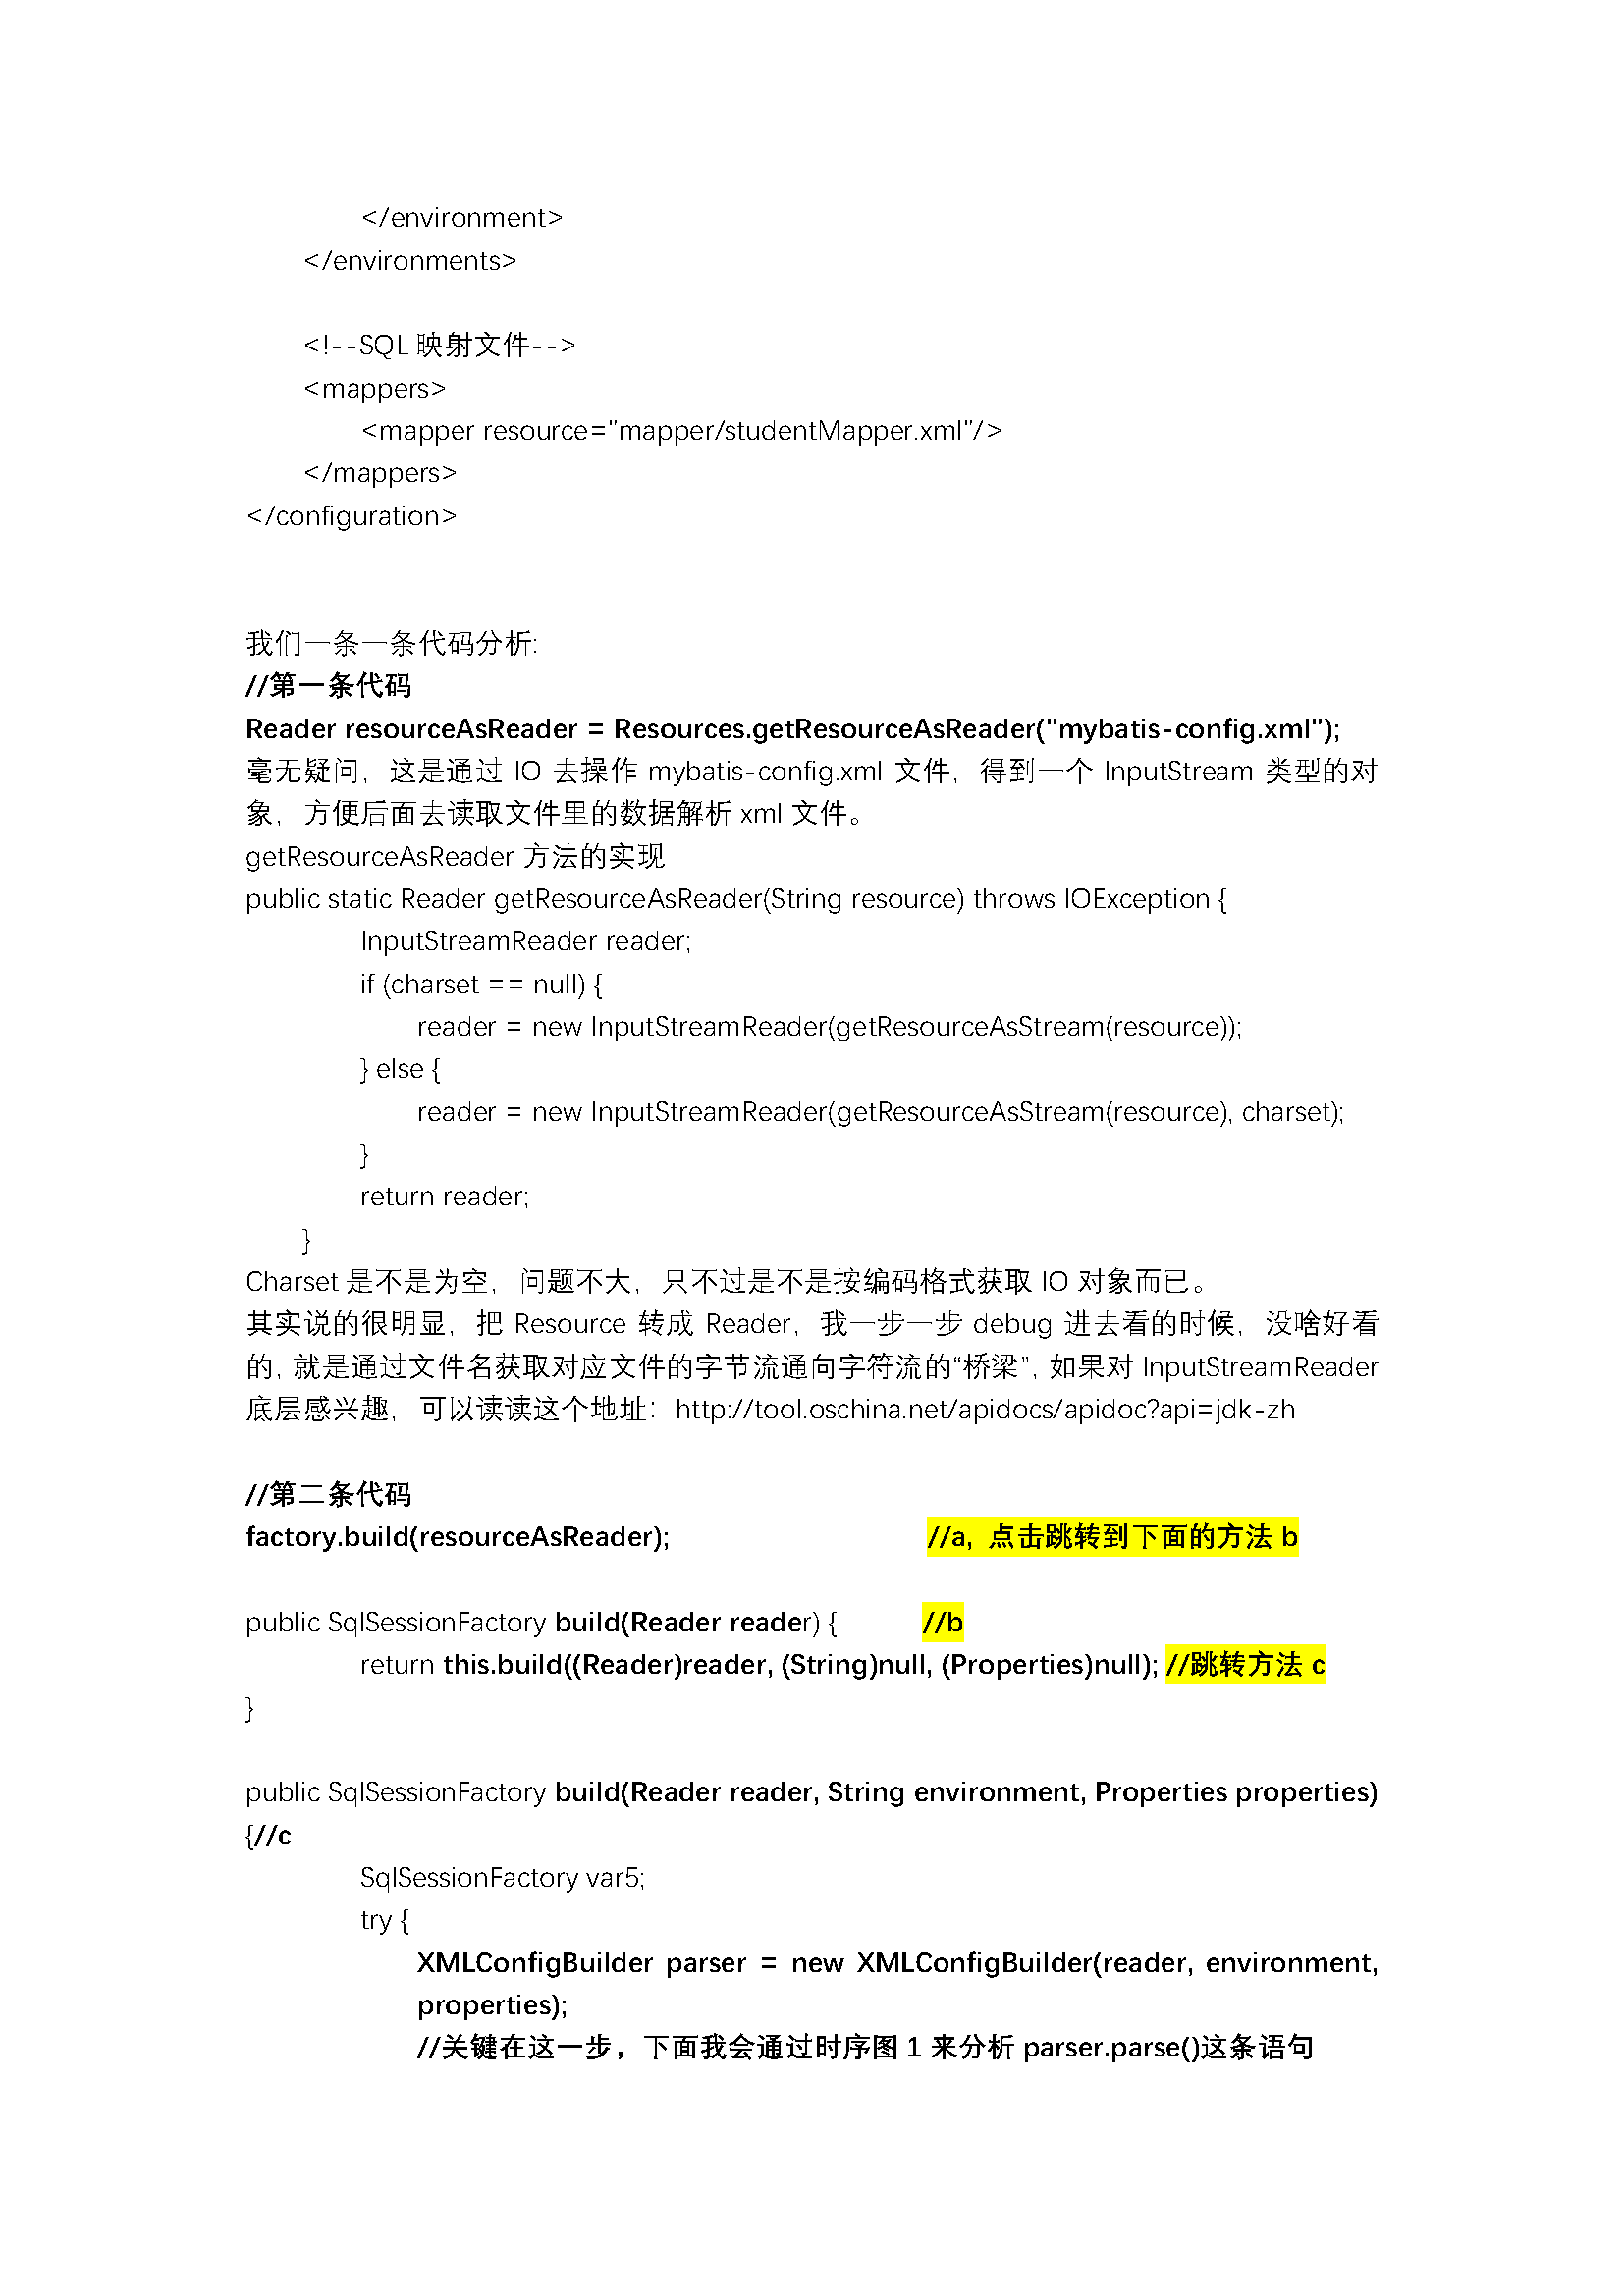 </environment>
</environments>
<!--SQL 映射文件-->
<mappers>
<mapper resource="mapper/studentMapper.xml"/>
</mappers>
</configuration>
我们一条一条代码分析:
//第一条代码
Reader resourceAsReader = Resources.getResourceAsReader("mybatis-config.xml");
毫无疑问，这是通过 IO 去操作 mybatis-config.xml 文件，得到一个 InputStream 类型的对
象，方便后面去读取文件里的数据解析 xml 文件。
getResourceAsReader 方法的实现
public static Reader getResourceAsReader(String resource) throws IOException {
InputStreamReader reader;
if (charset == null) {
reader = new InputStreamReader(getResourceAsStream(resource));
} else {
reader = new InputStreamReader(getResourceAsStream(resource), charset);
}
return reader;
}
Charset 是不是为空，问题不大，只不过是不是按编码格式获取 IO 对象而已。
其实说的很明显，把 Resource 转成 Reader，我一步一步 debug 进去看的时候，没啥好看
的，就是通过文件名获取对应文件的字节流通向字符流的“桥梁”，如果对 InputStreamReader
底层感兴趣，可以读读这个地址：http://tool.oschina.net/apidocs/apidoc?api=jdk-zh
//第二条代码
factory.build(resourceAsReader); //a, 点击跳转到下面的方法 b
public SqlSessionFactory build(Reader reader) { //b
return this.build((Reader)reader, (String)null, (Properties)null); //跳转方法 c
}
public SqlSessionFactory build(Reader reader, String environment, Properties properties)
{//c
SqlSessionFactory var5;
try {
XMLConfigBuilder parser = new XMLConfigBuilder(reader, environment,
properties);
//关键在这一步，下面我会通过时序图 1 来分析 parser.parse()这条语句